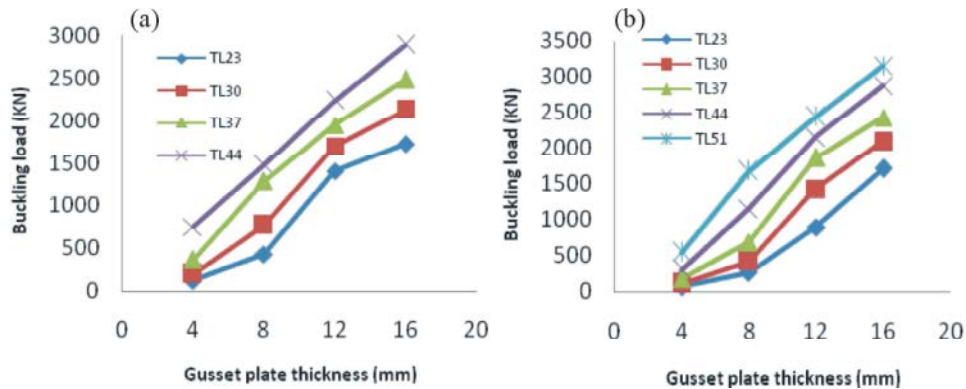 (a)
3000
2500
2000
1500
1000
500
0
Buckling load (KN)
TL23
TL30
TL37
TL44
0 4 8 12 16 20
Gusset plate thickness (mm)
(b)
3500
3000
2500
2000
1500
1000
500
0
Buckling load (KN)
TL23
TL30
TL37
TL44
TL51
0 4 8 12 16 20
Gusset plate thickness (mm)